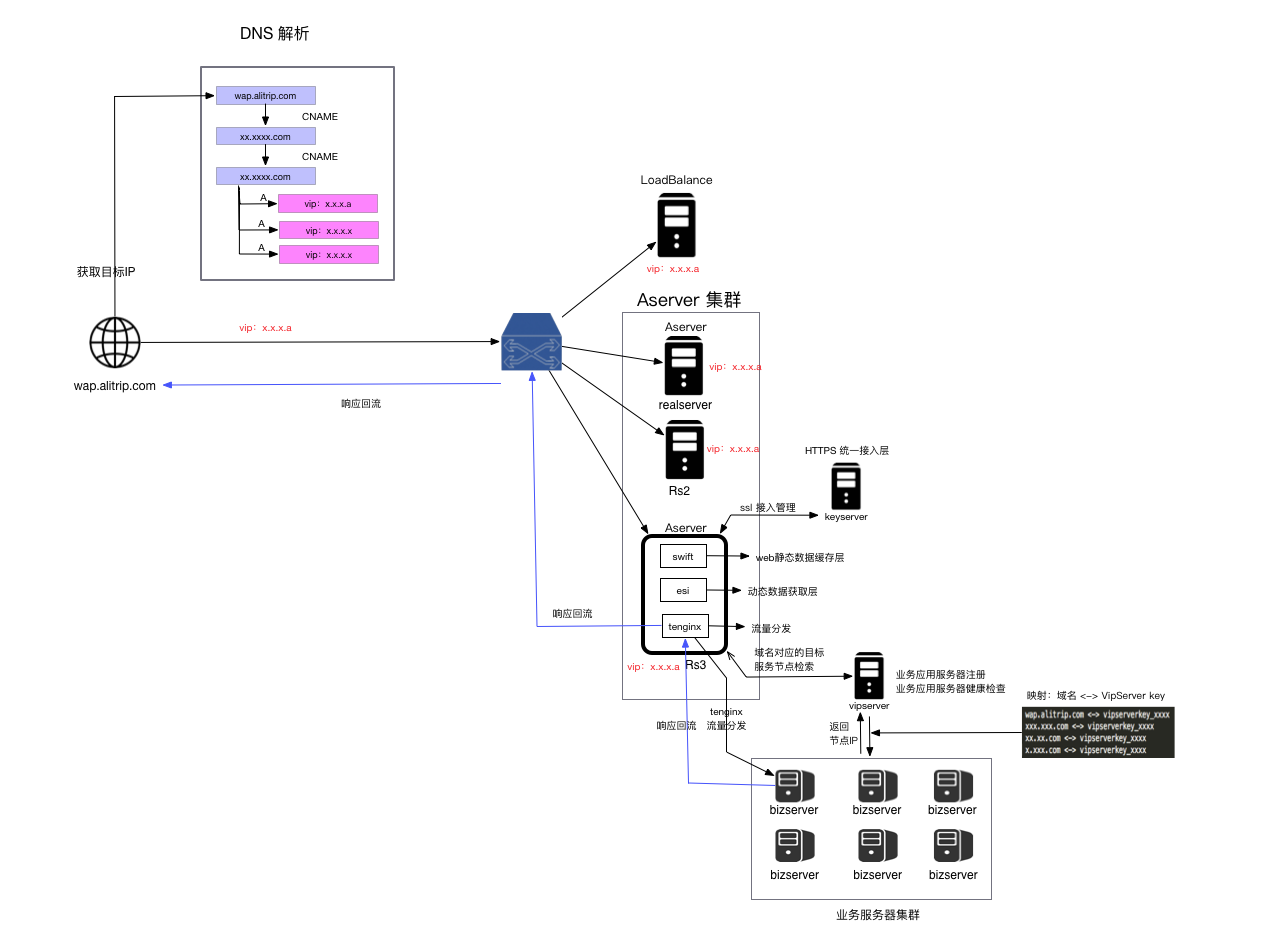 DNS 解析
wap.alitrip.com
CNAME
xx.xxxx.com
CNAME
xx.xxxx.com
A
vip：x.x.x.a
A
vip：x.x.x.x
A
vip：x.x.x.x
获取目标IP
wap.alitrip.com
vip：x.x.x.a
响应回流
LoadBalance
vip：x.x.x.a
Aserver 集群
Aserver
vip：x.x.x.a
realserver
vip：x.x.x.a
Rs2
HTTPS 统一接入层
keyserver
ssl 接入管理
Aserver
swift
web静态数据缓存层
esi
动态数据获取层
tenginx
流量分发
响应回流
vip：x.x.x.a
Rs3
域名对应的目标
服务节点检索
vipserver
业务应用服务器注册
业务应用服务器健康检查
映射：域名 <-> VipServer key
wap.alitrip.com <-> vipserverkey_xxxx
xxx.xxx.com <-> vipserverkey_xxxx
xx.xx.com <-> vipserverkey_xxxx
x.xxx.com <-> vipserverkey_xxxx
tenginx
流量分发
响应回流
返回
节点IP
bizserver
bizserver
bizserver
bizserver
bizserver
bizserver
业务服务器集群